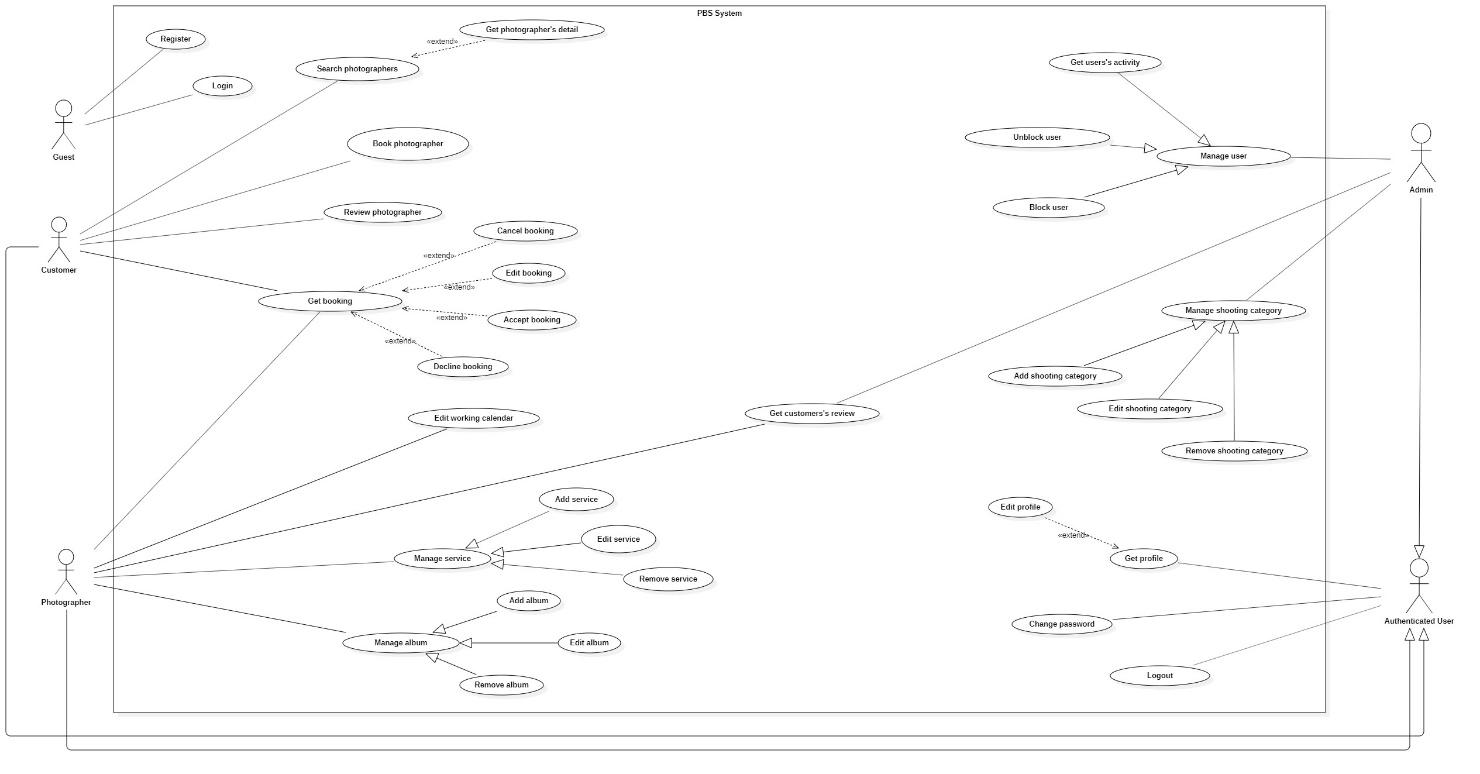 PBS System
Get photographer's detail
Register
«extend»
Search photographers
Get users's activity
Login
Unblock user
Book photographer
Guest
Manage user
Admin
Review photographer
Block user
Cancel booking
«extend»
Customer
Edit booking
«extend»
Get booking
Manage shooting category
Accept booking
«extend»
«extend»
Decline booking
Add shooting category
Edit shooting category
Get customers's review
Edit working calendar
Remove shooting category
Add service
Edit profile
«extend»
Edit service
Manage service
Get profile
Remove service
Photographer
Add album
Authenticated User
Change password
Manage album
Edit album
Logout
Remove album